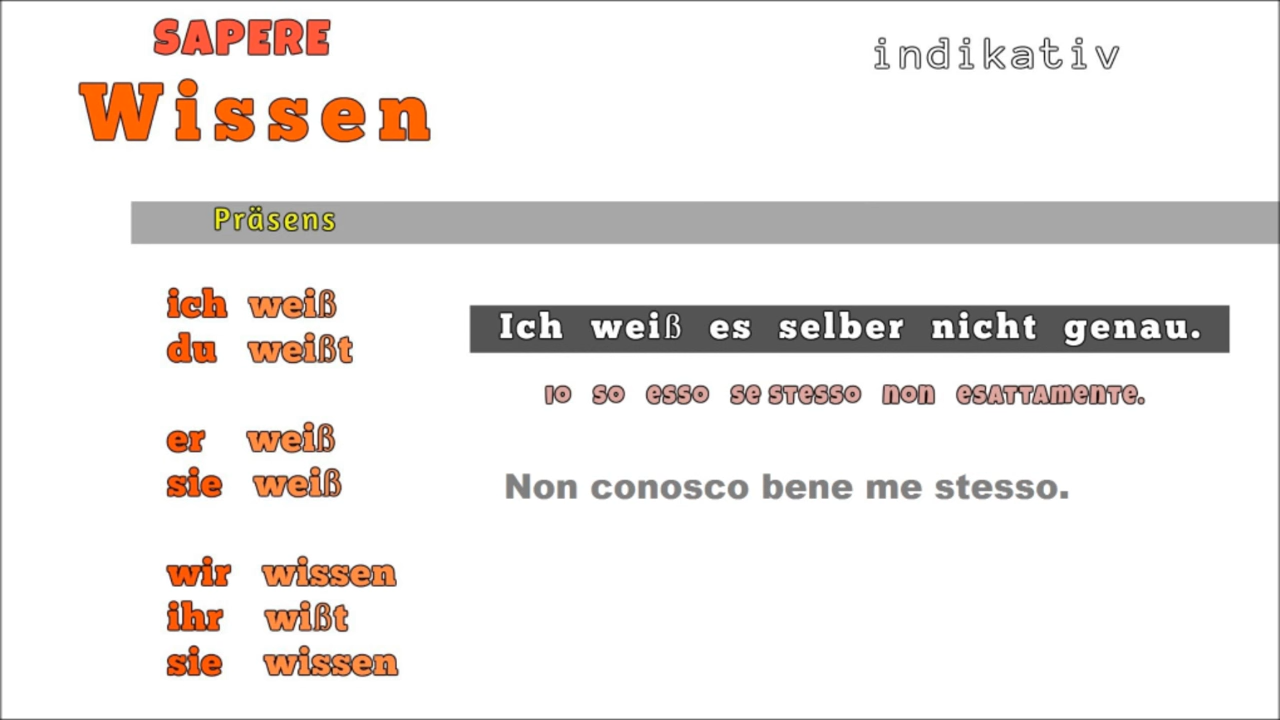 SAPERE
indikativ
Wissen
Präsens
ich weiß
du weißt
er weiß
sie weiß
wir wissen
ihr wißt
sie wissen
Ich weiß es selber nicht genau.
io so esso se stesso non esattamente.
Non conosco bene me stesso.